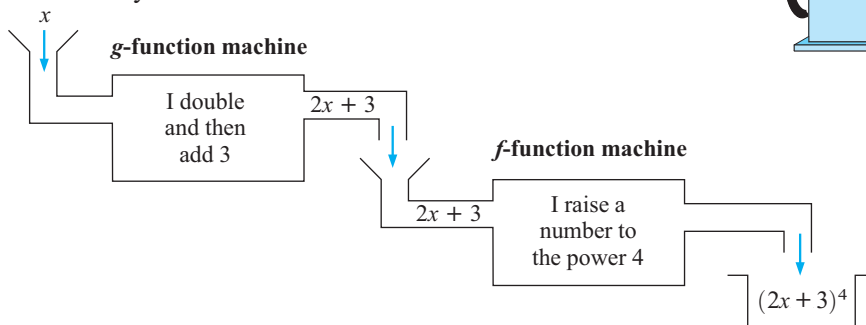 x
g-function machine
I double
and then
add 3
2x + 3
f-function machine
2x + 3
I raise a
number to
the power 4
(2x + 3)⁴